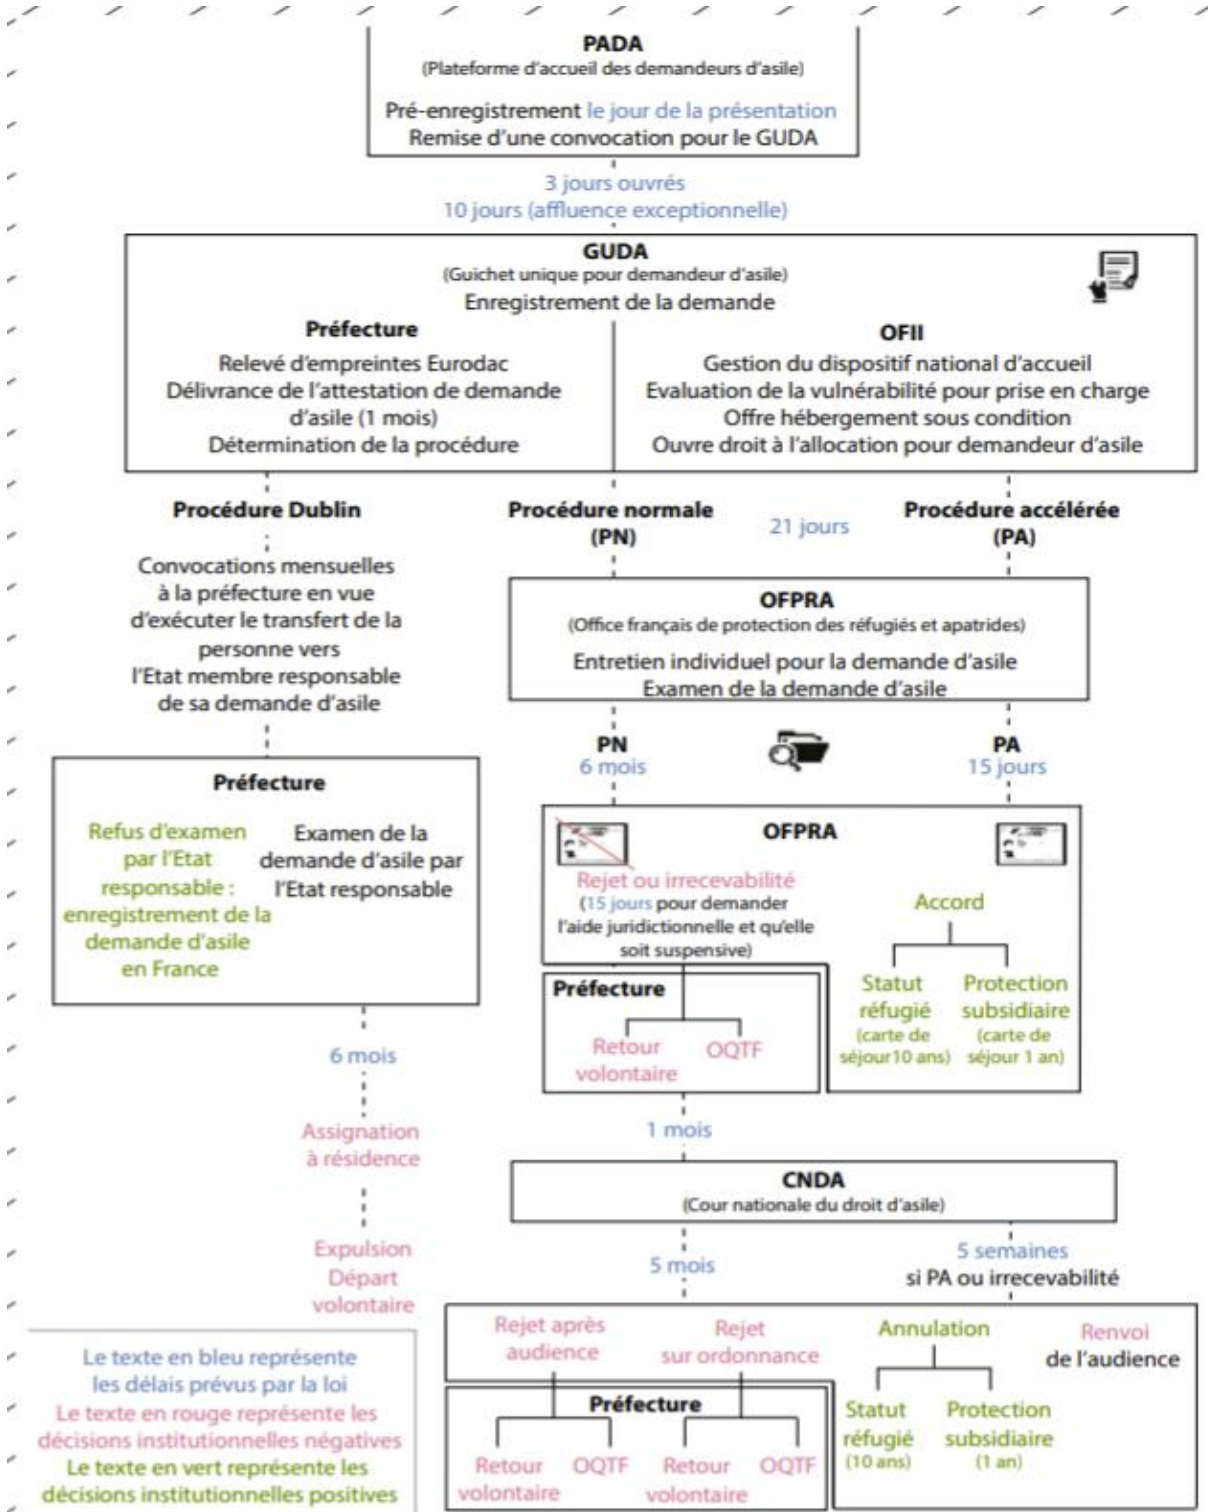 PADA
(Plateforme d'accueil des demandeurs d'asile)
Pré-enregistrement le jour de la présentation
Remise d'une convocation pour le GUDA
3 jours ouvrés
10 jours (affluence exceptionnelle)
GUDA
(Guichet unique pour demandeur d'asile)
Enregistrement de la demande
Préfecture
Relevé d'empreintes Eurodac
Délivrance de l'attestation de demande
d'asile (1 mois)
Détermination de la procédure
OFII
Gestion du dispositif national d'accueil
Evaluation de la vulnérabilité pour prise en charge
Offre hébergement sous condition
Ouvre droit à l'allocation pour demandeur d'asile
Procédure Dublin
Convocations mensuelles
à la préfecture en vue
d'exécuter le transfert de la
personne vers
l'Etat membre responsable
de sa demande d'asile
Préfecture
Refus d'examen
par l'Etat
responsable :
enregistrement de la
demande d'asile
en France
Examen de la
demande d'asile par
l'Etat responsable
6 mois
Assignation
à résidence
Expulsion
Départ
volontaire
Procédure normale
(PN)
21 jours
Procédure accélérée
(PA)
OFPRA
(Office français de protection des réfugiés et apatrides)
Entretien individuel pour la demande d'asile
Examen de la demande d'asile
PN
6 mois
PA
15 jours
OFPRA
Rejet ou irrecevabilité
(15 jours pour demander
l'aide juridictionnelle et qu'elle
soit suspensive)
Accord
Statut
réfugié
(carte de
séjour10 ans)
Protection
subsidiaire
(carte de
séjour 1 an)
Préfecture
Retour
volontaire
OQTF
1 mois
CNDA
(Cour nationale du droit d'asile)
5 mois
5 semaines
si PA ou irrecevabilité
Rejet après
audience
Rejet
sur ordonnance
Annulation
Renvoi
de l'audience
Préfecture
Retour
volontaire
OQTF
Retour
volontaire
OQTF
Statut
réfugié
(10 ans)
Protection
subsidiaire
(1 an)
Le texte en bleu représente
les délais prévus par la loi
Le texte en rouge représente les
décisions institutionnelles négatives
Le texte en vert représente les
décisions institutionnelles positives